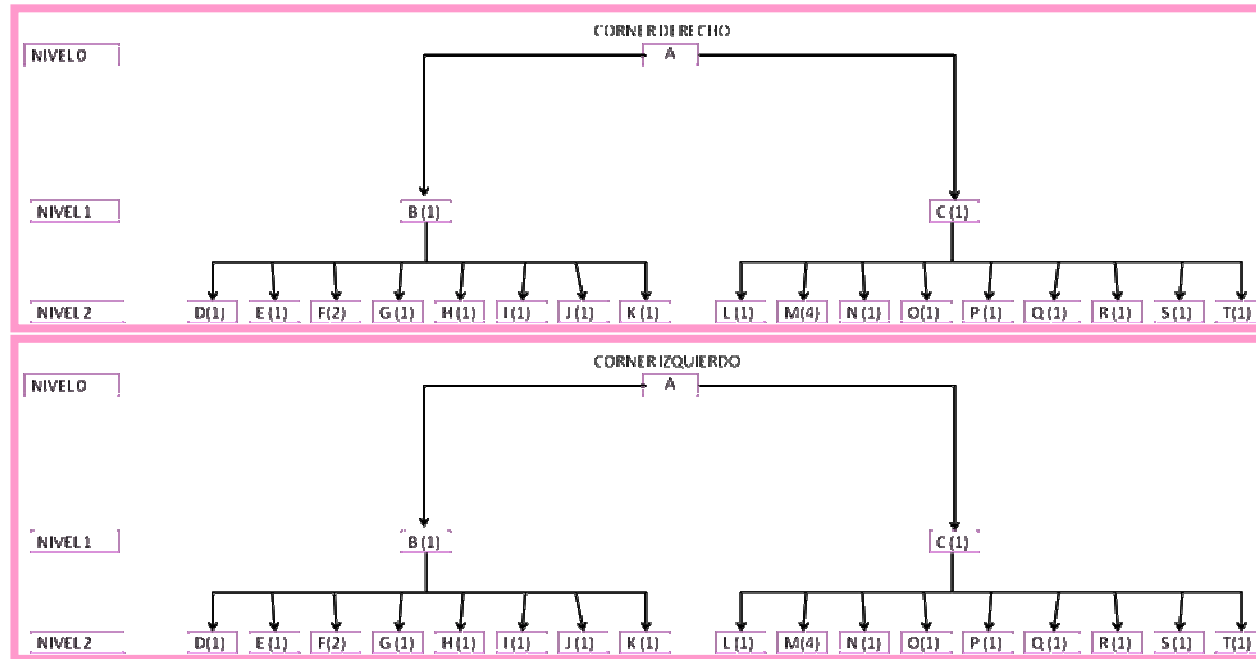 CORNER DERECHO
NIVEL 0 A
NIVEL 1 B (1) C (1)
NIVEL 2 D(1) E (1) F(2) G (1) H (1) I (1) J (1) K (1) L (1) M(4) N (1) O(1) P (1) Q (1) R (1) S (1) T(1)
CORNER IZQUIERDO
NIVEL 0 A
NIVEL 1 B (1) C (1)
NIVEL 2 D(1) E (1) F(2) G (1) H (1) I (1) J (1) K (1) L (1) M(4) N (1) O(1) P (1) Q (1) R (1) S (1) T(1)